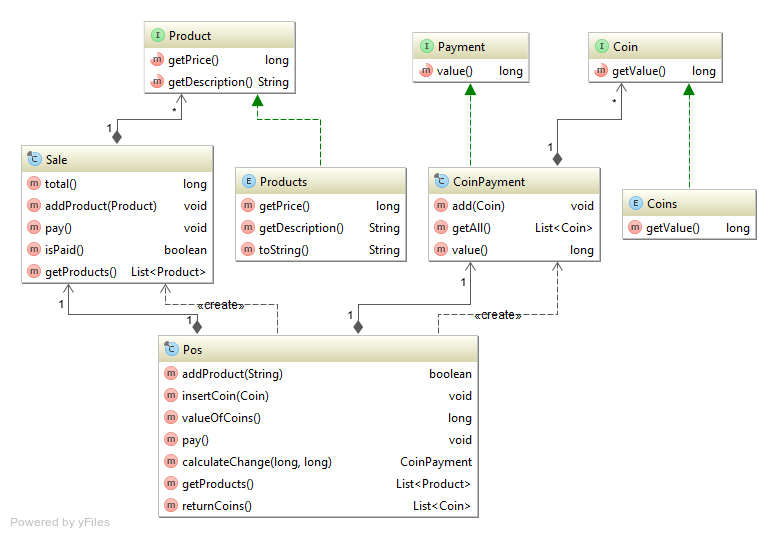 I Product
m getPrice() long
m getDescription() String
I Payment
m value() long
I Coin
m getValue() long
*
1
*
1
C Sale
m total() long
m addProduct(Product) void
m pay() void
m isPaid() boolean
m getProducts() List<Product>
E Products
m getPrice() long
m getDescription() String
m toString() String
C CoinPayment
m add(Coin) void
m getAll() List<Coin>
m value() long
E Coins
m getValue() long
1
«create»
1
1
«create»
1
C Pos
m addProduct(String) boolean
m insertCoin(Coin) void
m valueOfCoins() long
m pay() void
m calculateChange(long, long) CoinPayment
m getProducts() List<Product>
m returnCoins() List<Coin>
Powered by yFiles